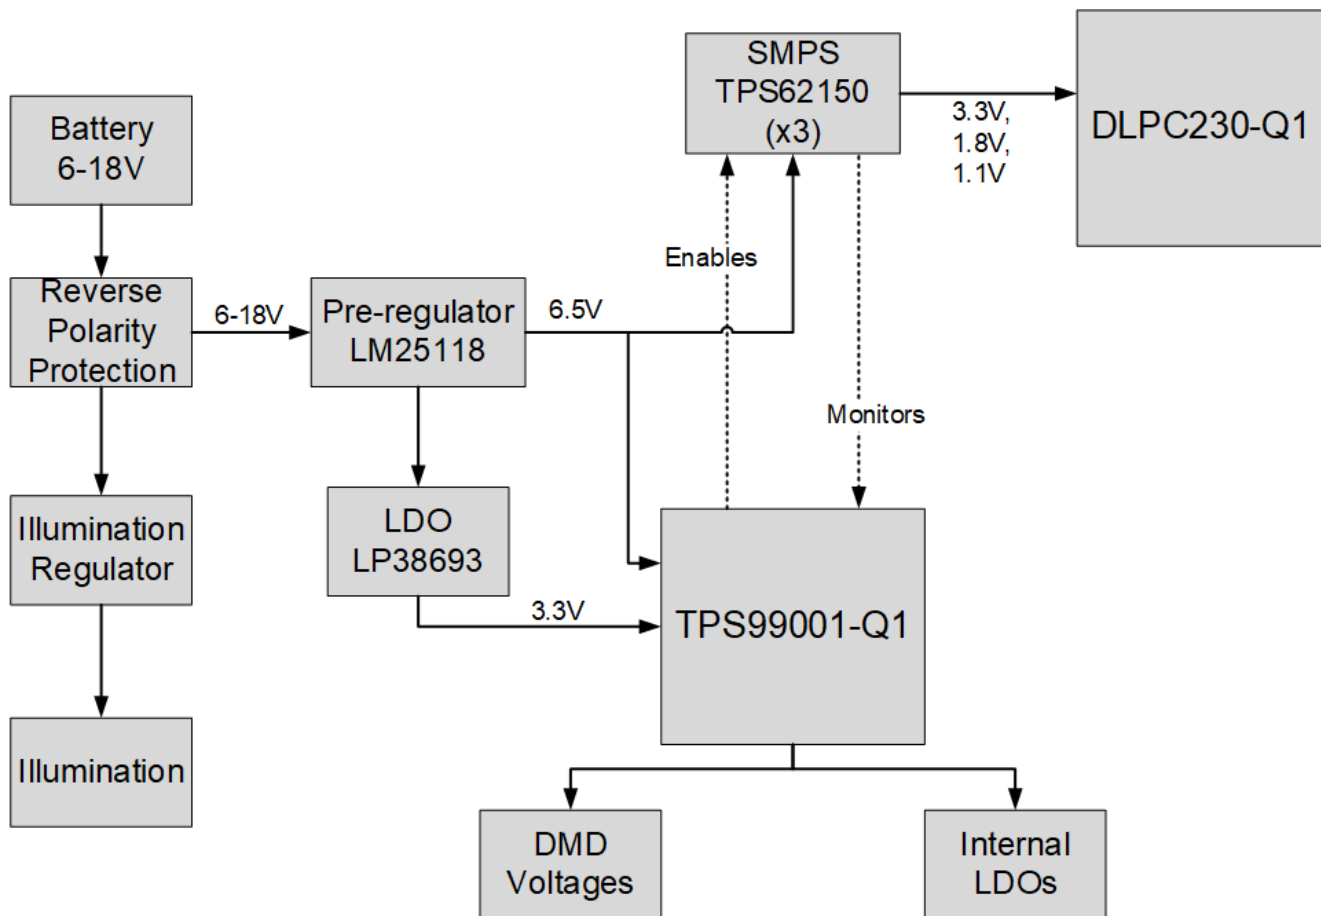 SMPS
TPS62150
(x3)
3.3V,
1.8V,
1.1V
DLPC230-Q1
Battery
6-18V
Enables
Reverse
Polarity
Protection
6-18V
Pre-regulator
LM25118
6.5V
Monitors
Illumination
Regulator
LDO
LP38693
3.3V
TPS99001-Q1
Illumination
DMD
Voltages
Internal
LDOs